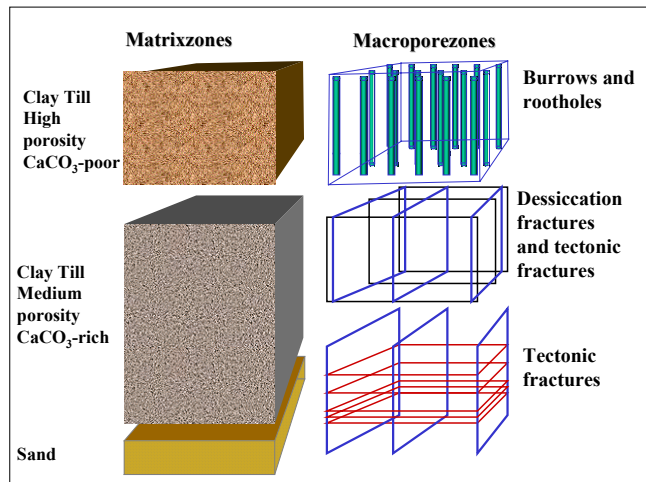 Matrixzones
Macroporezones
Clay Till
High
porosity
CaCO₃-poor
Burrows and
rootholes
Dessiccation
fractures
and tectonic
fractures
Clay Till
Medium
porosity
CaCO₃-rich
Tectonic
fractures
Sand